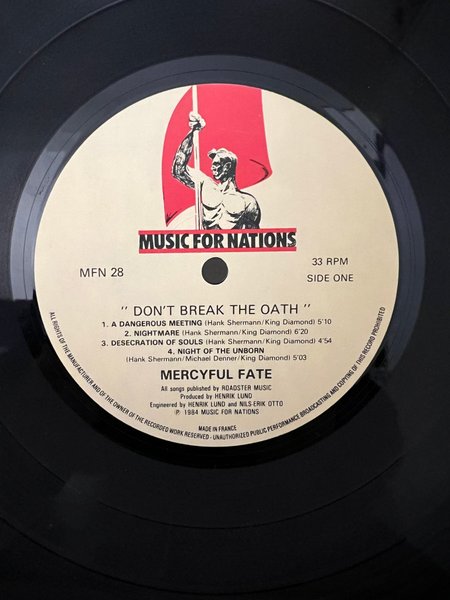 MUSIC FOR NATIONS
MFN 28
33 RPM
SIDE ONE
" DON'T BREAK THE OATH "
1. A DANGEROUS MEETING (Hank Shermann/King Diamond) 5'10
2. NIGHTMARE (Hank Shermann/King Diamond) 6'20
3. DESECRATION OF SOULS (Hank Shermann/King Diamond) 4'54
4. NIGHT OF THE UNBORN
(Hank Shermann/Michael Denner/King Diamond) 5'03
MERCYFUL FATE
All songs published by ROADSTER MUSIC
Produced by HENRIK LUND
Engineered by HENRIK LUND and NILS-ERIK OTTO
℗ 1984 MUSIC FOR NATIONS
MADE IN FRANCE
ALL RIGHTS OF THE MANUFACTURER AND OF THE OWNER OF THE RECORDED WORK RESERVED - UNAUTHORIZED PUBLIC PERFORMANCE BROADCASTING AND COPYING OF THIS RECORD PROHIBITED